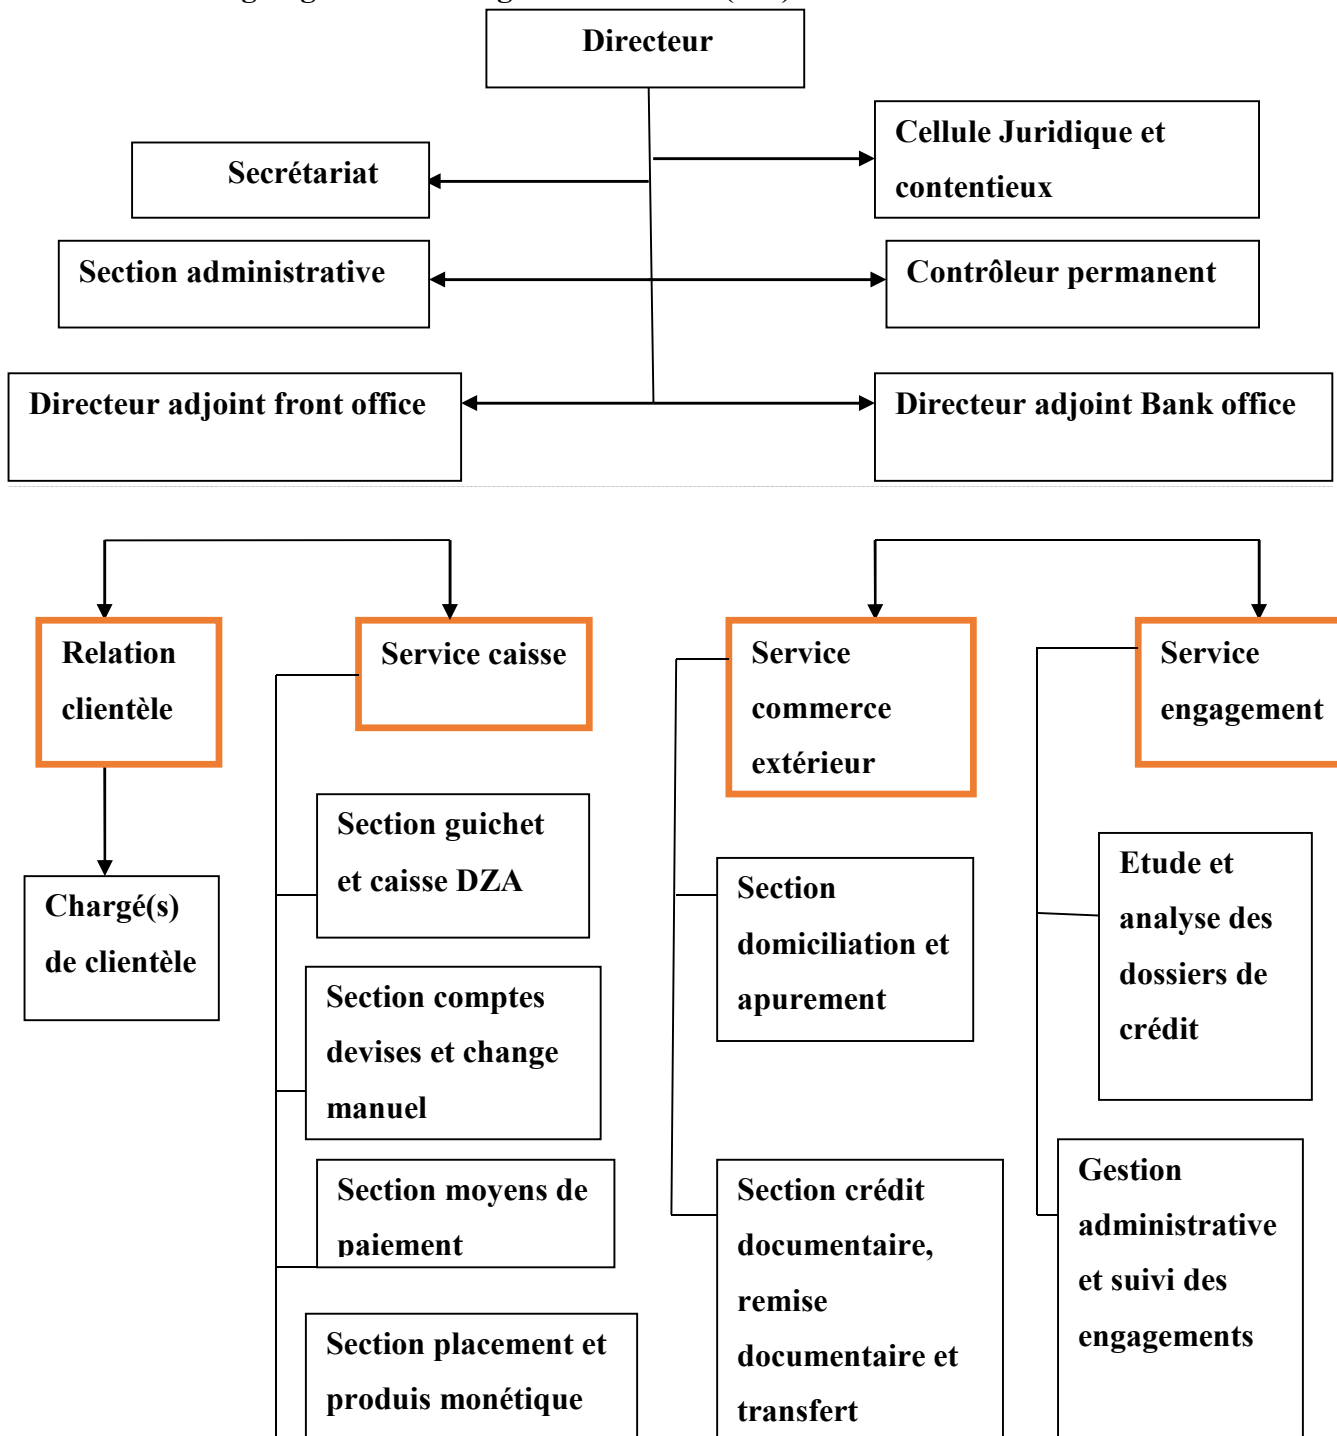 Directeur
Cellule Juridique et
contentieux
Secrétariat
Section administrative
Contrôleur permanent
Directeur adjoint front office
Directeur adjoint Bank office
Relation
clientèle
Service caisse
Service
commerce
extérieur
Service
engagement
Section guichet
et caisse DZA
Chargé(s)
de clientèle
Section
domiciliation et
apurement
Etude et
analyse des
dossiers de
crédit
Section comptes
devises et change
manuel
Section moyens de
paiement
Section crédit
documentaire,
remise
documentaire et
transfert
Gestion
administrative
et suivi des
engagements
Section placement et
produis monétique